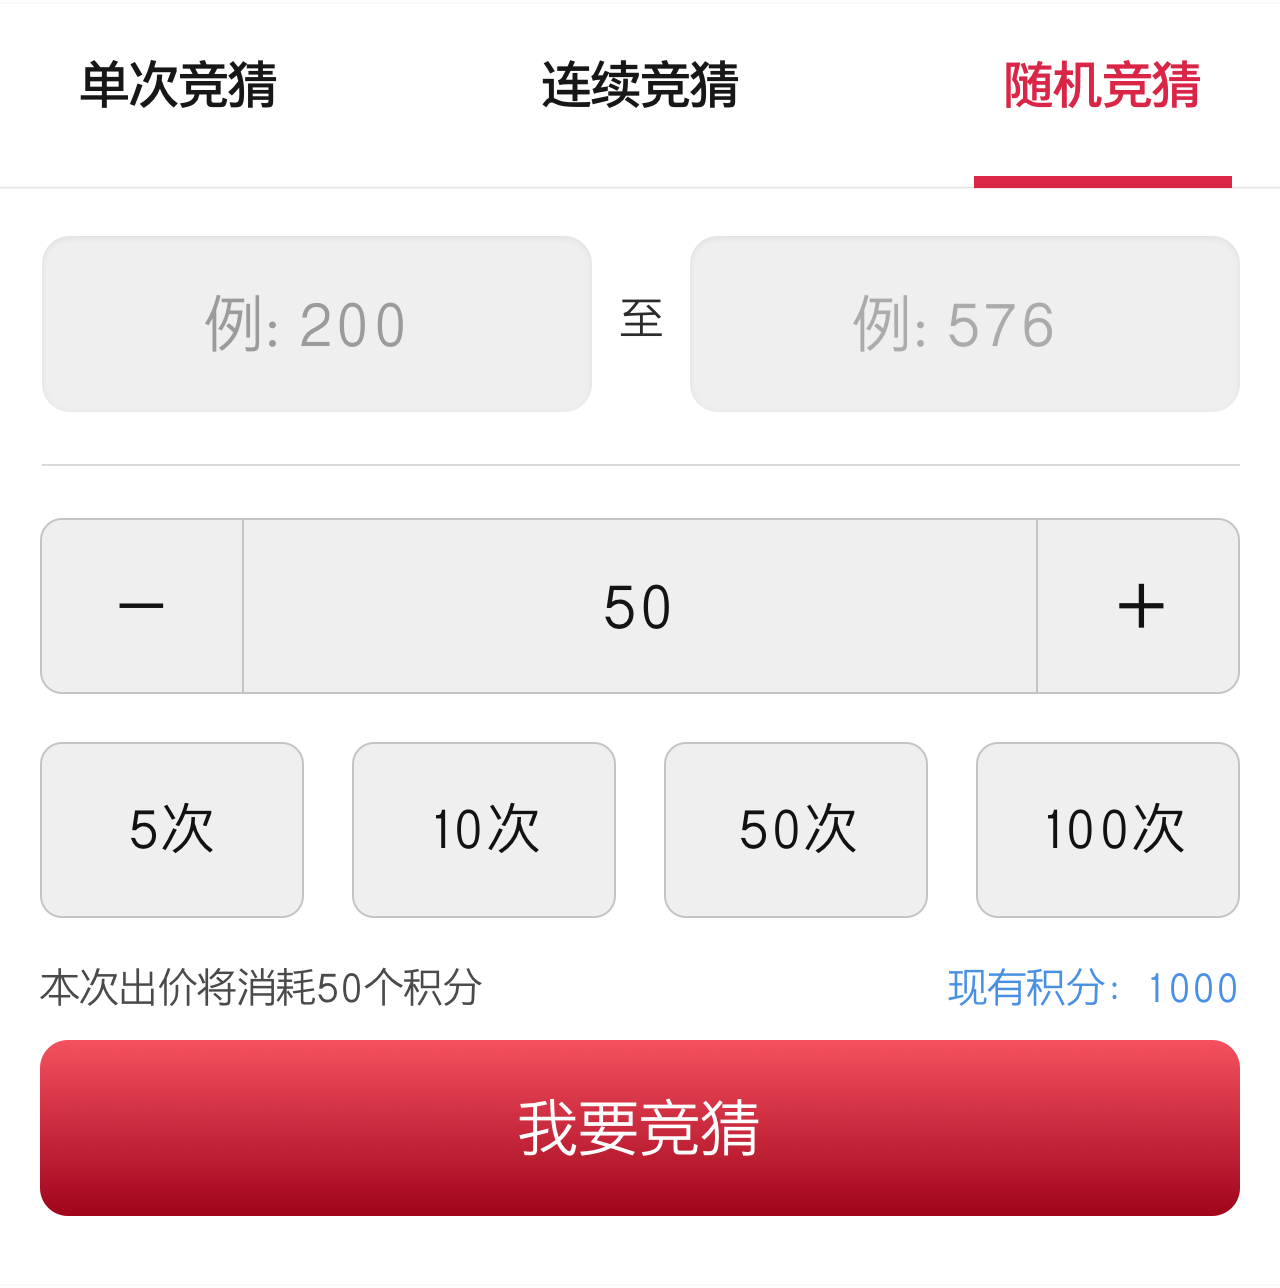 单次竞猜 连续竞猜 随机竞猜
例: 200 至 例: 576
− 50 +
5次 10次 50次 100次
本次出价将消耗50个积分 现有积分： 1000
我要竞猜